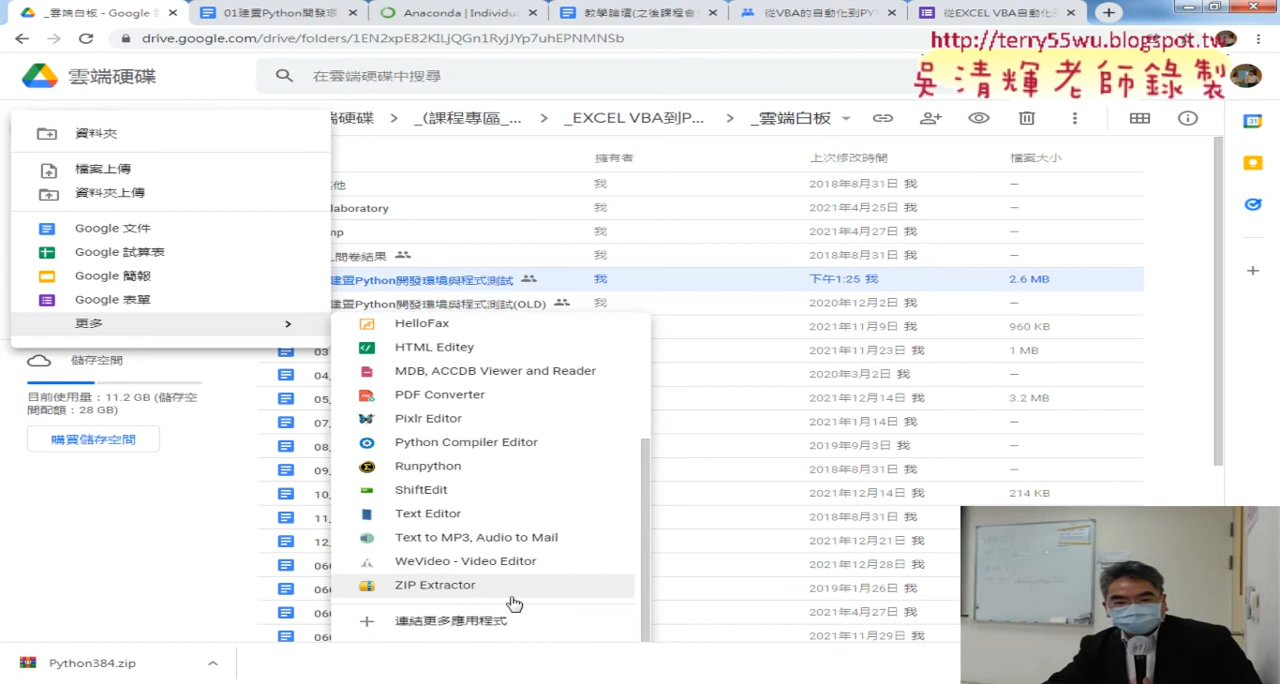 _雲端白板 - Google
01建置Python開發環
Anaconda | Individua
教學論壇(之後課程會
從VBA的自動化到PYT
從EXCEL VBA自動化到
drive.google.com/drive/folders/1EN2xpE82KILjQGn1RyjJYp7uhEPNMNSb
http://terry55wu.blogspot.tw
吳清輝老師錄製
雲端硬碟
在雲端硬碟中搜尋
端硬碟 > _(課程專區_... > _EXCEL VBA到P... > _雲端白板
資料夾
檔案上傳
資料夾上傳
Google 文件
Google 試算表
Google 簡報
Google 表單
更多
儲存空間
目前使用量：11.2 GB (儲存空
間配額：28 GB)
購買儲存空間
擁有者 上次修改時間 檔案大小
其他 我 2018年8月31日 我 —
laboratory 我 2021年4月25日 我 —
mp 我 2021年4月27日 我 —
問卷結果 我 2018年8月31日 我 —
建置Python開發環境與程式測試 我 下午1:25 我 2.6 MB
建置Python開發環境與程式測試(OLD) 我 2020年12月2日 我 —
2021年11月9日 我 960 KB
03 2021年11月23日 我 1 MB
04_ 2020年3月2日 我 —
05_ 2021年12月14日 我 3.2 MB
07_ 2021年1月14日 我 —
08_ 2019年9月3日 我 —
09_ 2018年8月31日 我 —
10_ 2021年12月14日 我 214 KB
11_ 2018年8月31日 我 —
12_ 2021年12月21日 我 —
06 2021年12月28日 我 —
06 2019年1月26日 我 —
06 2021年4月27日 我 —
06 2021年11月29日 我 —
HelloFax
HTML Editey
MDB, ACCDB Viewer and Reader
PDF Converter
Pixlr Editor
Python Compiler Editor
Runpython
ShiftEdit
Text Editor
Text to MP3, Audio to Mail
WeVideo - Video Editor
ZIP Extractor
連結更多應用程式
Python384.zip